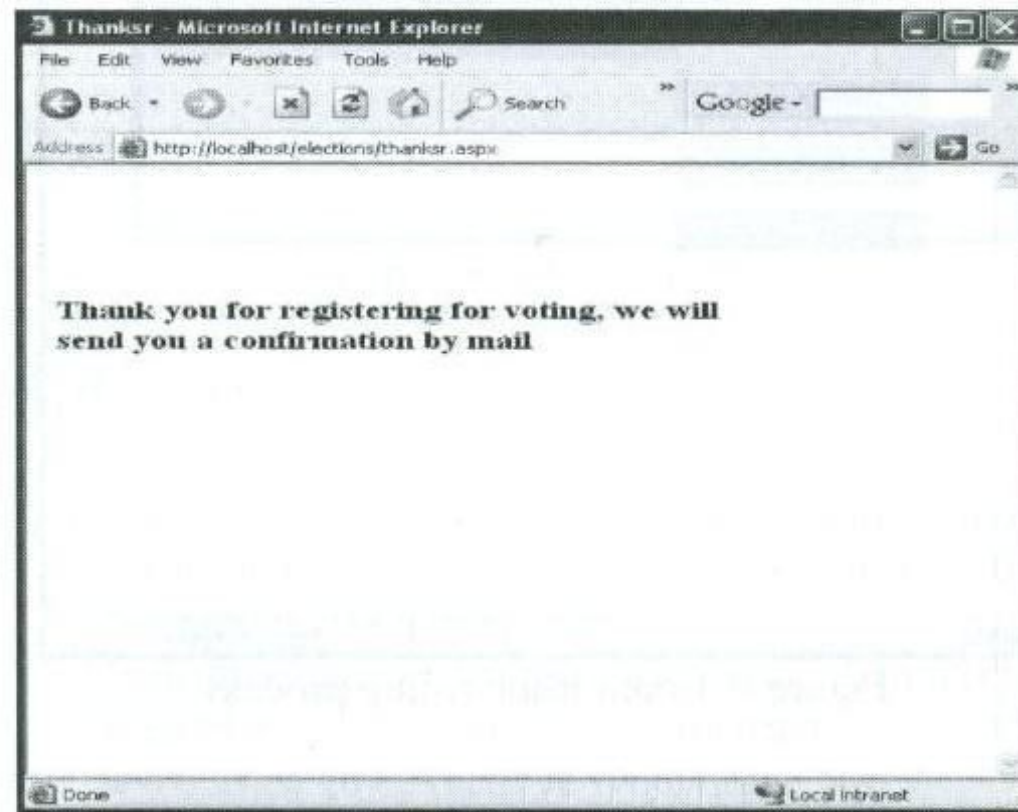 Thanksr - Microsoft Internet Explorer
File Edit View Favorites Tools Help
Back Search » Google »
Address http://localhost/elections/thanksr.aspx Go
Thank you for registering for voting, we will
send you a confirmation by mail
Done Local intranet